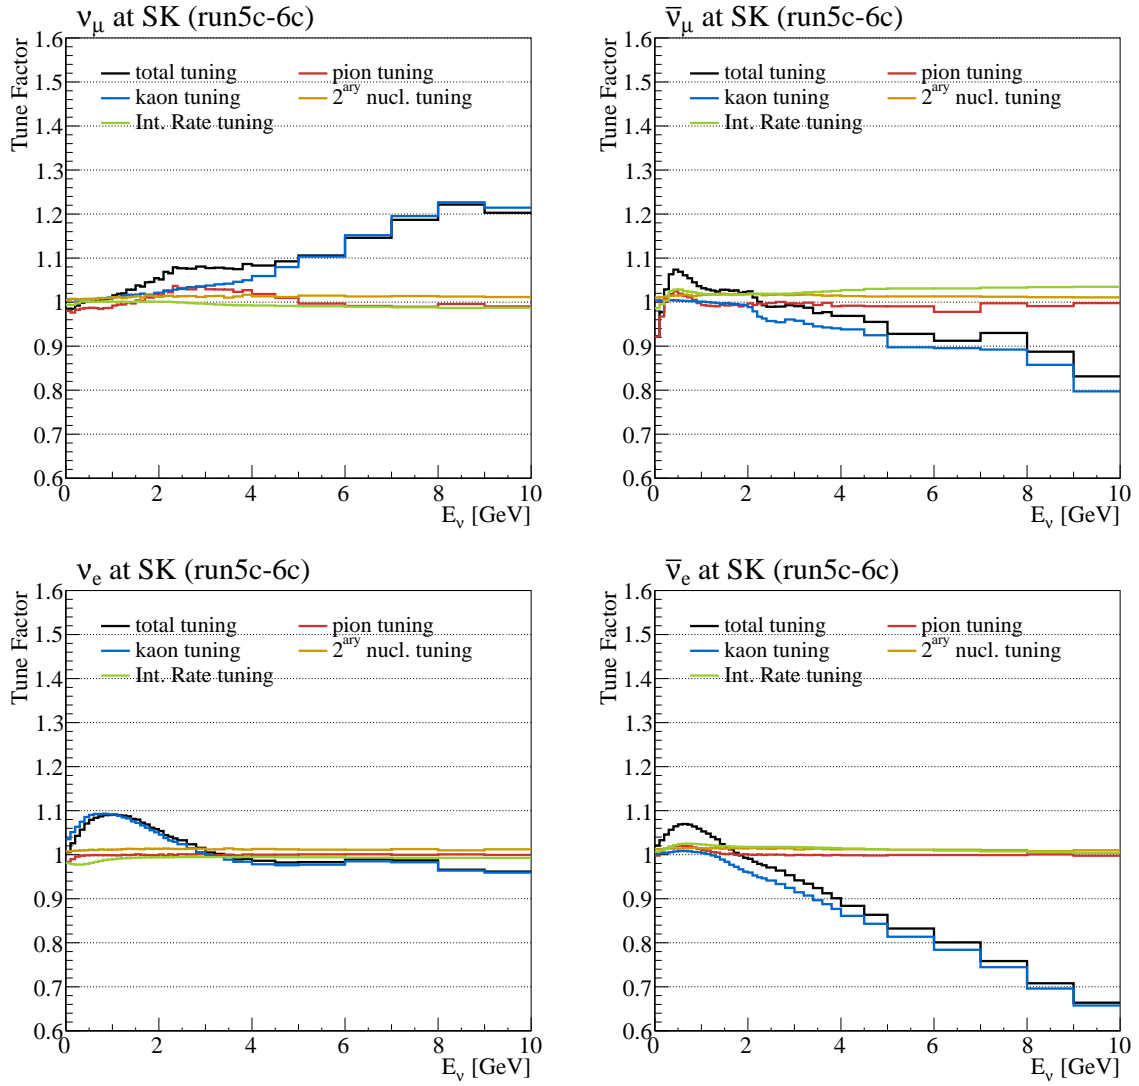 ν_μ at SK (run5c-6c)
Tune Factor
1.6
1.5
1.4
1.3
1.2
1.1
1
0.9
0.8
0.7
0.6
total tuning
pion tuning
kaon tuning
2^ary nucl. tuning
Int. Rate tuning
0 2 4 6 8 10
E_ν [GeV]
ν̅_μ at SK (run5c-6c)
Tune Factor
1.6
1.5
1.4
1.3
1.2
1.1
1
0.9
0.8
0.7
0.6
total tuning
pion tuning
kaon tuning
2^ary nucl. tuning
Int. Rate tuning
0 2 4 6 8 10
E_ν [GeV]
ν_e at SK (run5c-6c)
Tune Factor
1.6
1.5
1.4
1.3
1.2
1.1
1
0.9
0.8
0.7
0.6
total tuning
pion tuning
kaon tuning
2^ary nucl. tuning
Int. Rate tuning
0 2 4 6 8 10
E_ν [GeV]
ν̅_e at SK (run5c-6c)
Tune Factor
1.6
1.5
1.4
1.3
1.2
1.1
1
0.9
0.8
0.7
0.6
total tuning
pion tuning
kaon tuning
2^ary nucl. tuning
Int. Rate tuning
0 2 4 6 8 10
E_ν [GeV]